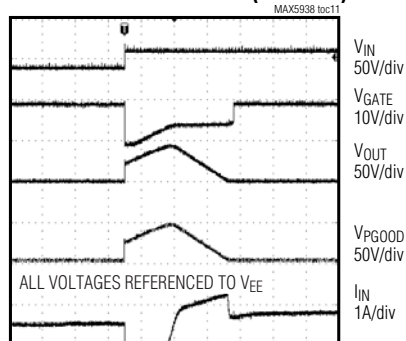 MAX5938 toc11
VIN
50V/div
VGATE
10V/div
VOUT
50V/div
VPGOOD
50V/div
ALL VOLTAGES REFERENCED TO VEE
IIN
1A/div